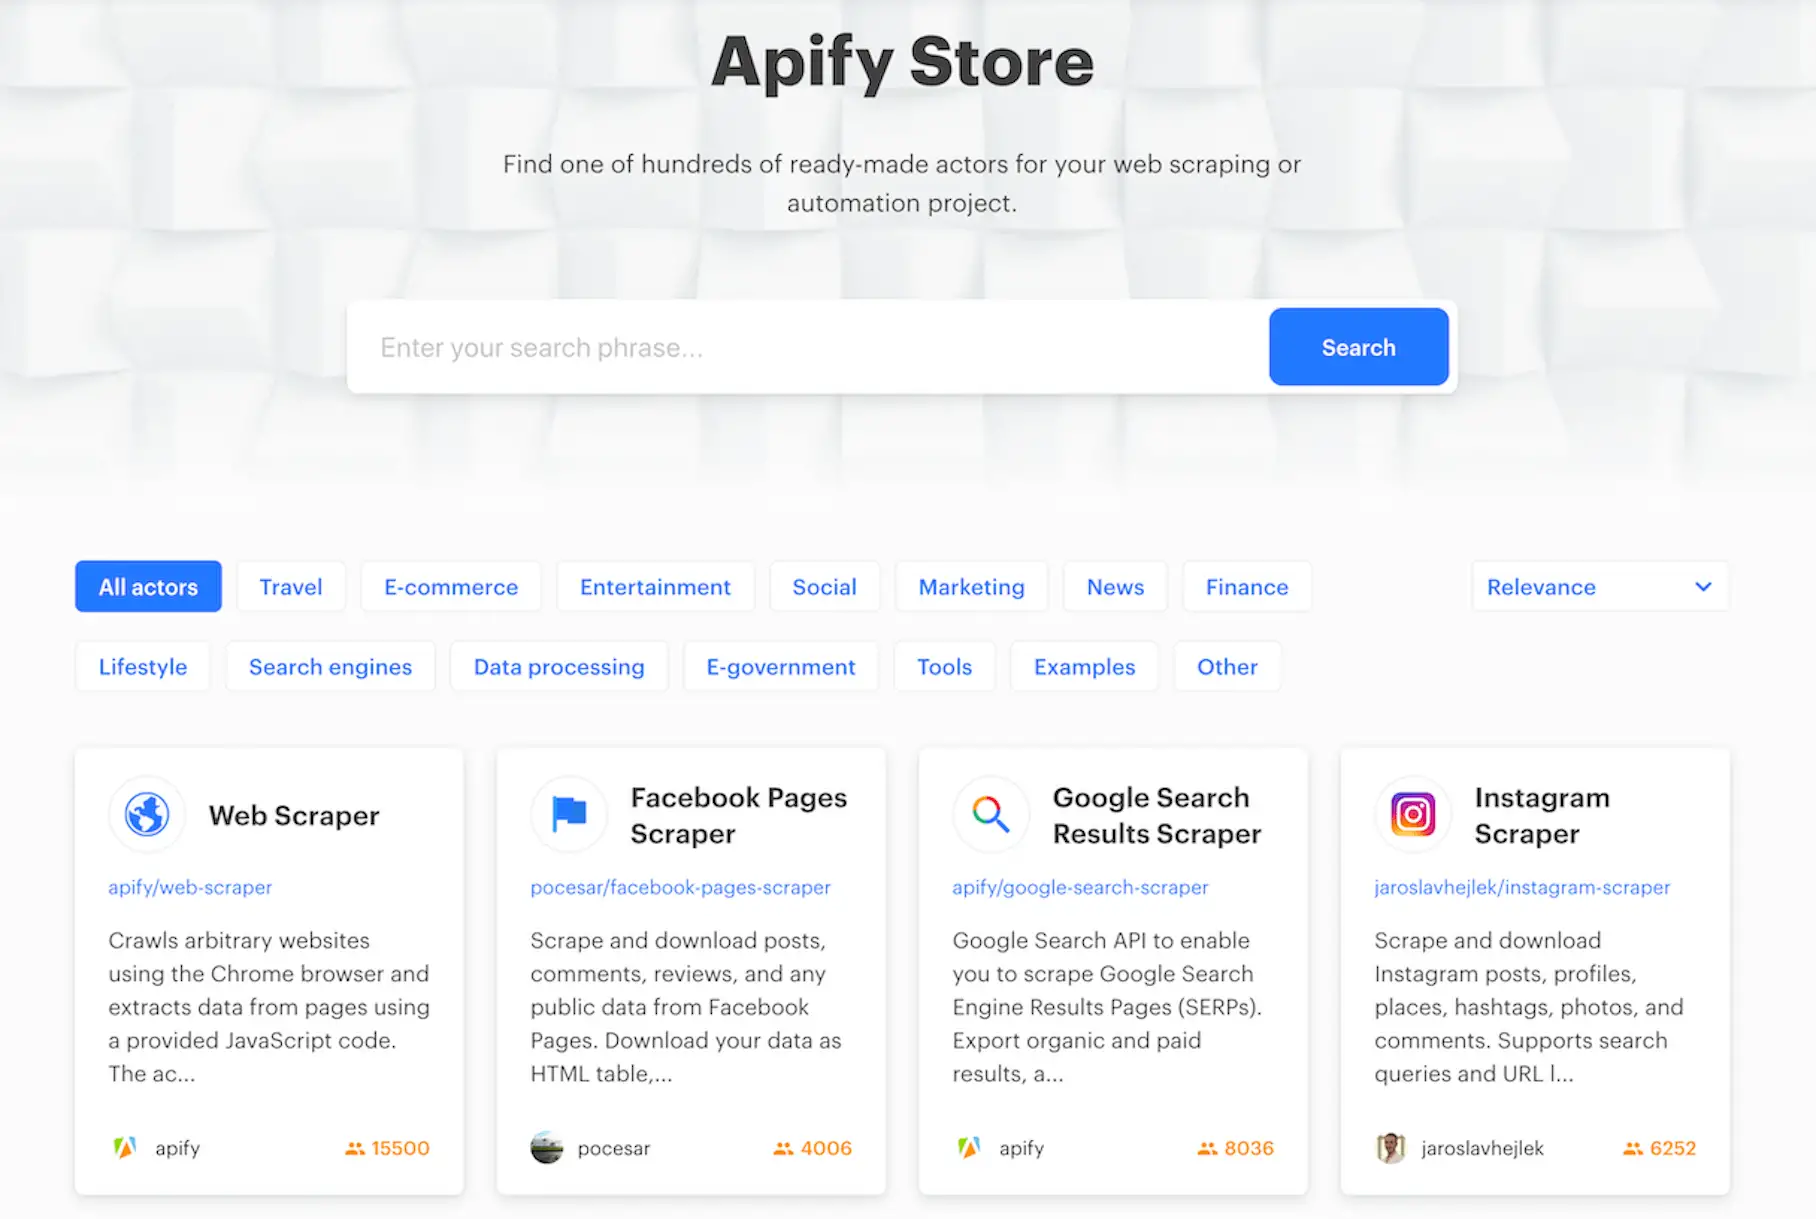 Apify Store
Find one of hundreds of ready-made actors for your web scraping or
automation project.
Enter your search phrase...
Search
All actors
Travel
E-commerce
Entertainment
Social
Marketing
News
Finance
Relevance
Lifestyle
Search engines
Data processing
E-government
Tools
Examples
Other
Web Scraper
apify/web-scraper
Crawls arbitrary websites
using the Chrome browser and
extracts data from pages using
a provided JavaScript code.
The ac...
apify
15500
Facebook Pages
Scraper
pocesar/facebook-pages-scraper
Scrape and download posts,
comments, reviews, and any
public data from Facebook
Pages. Download your data as
HTML table,...
pocesar
4006
Google Search
Results Scraper
apify/google-search-scraper
Google Search API to enable
you to scrape Google Search
Engine Results Pages (SERPs).
Export organic and paid
results, a...
apify
8036
Instagram
Scraper
jaroslavhejlek/instagram-scraper
Scrape and download
Instagram posts, profiles,
places, hashtags, photos, and
comments. Supports search
queries and URL l...
jaroslavhejlek
6252